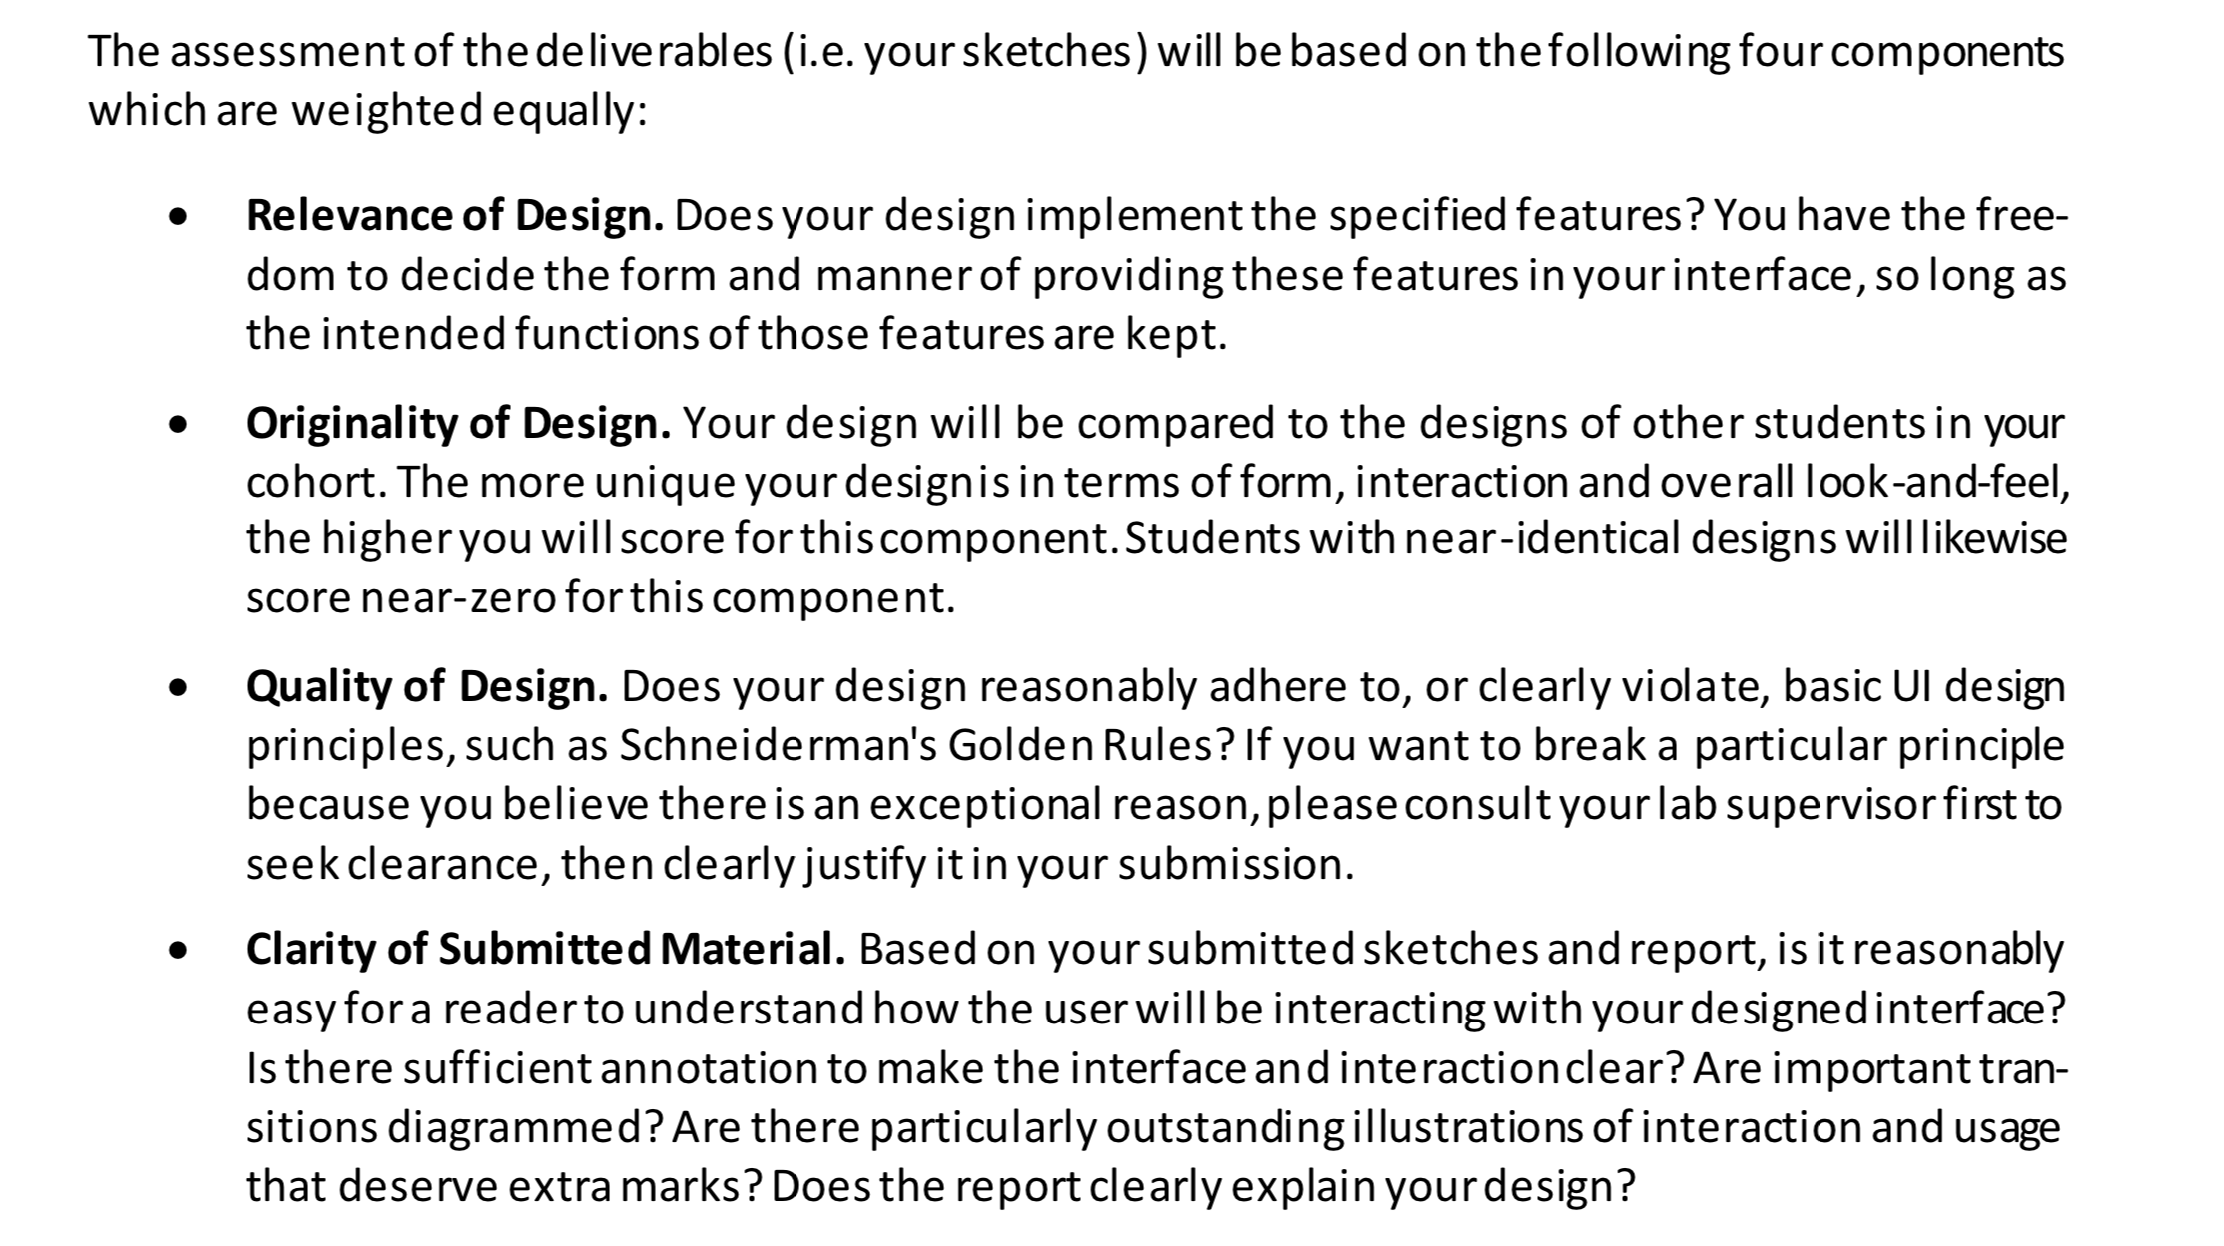 The assessment of the deliverables (i.e. your sketches) will be based on the following four components
which are weighted equally:
• Relevance of Design. Does your design implement the specified features? You have the free-
dom to decide the form and manner of providing these features in your interface, so long as
the intended functions of those features are kept.
• Originality of Design. Your design will be compared to the designs of other students in your
cohort. The more unique your design is in terms of form, interaction and overall look-and-feel,
the higher you will score for this component. Students with near-identical designs will likewise
score near-zero for this component.
• Quality of Design. Does your design reasonably adhere to, or clearly violate, basic UI design
principles, such as Schneiderman's Golden Rules? If you want to break a particular principle
because you believe there is an exceptional reason, please consult your lab supervisor first to
seek clearance, then clearly justify it in your submission.
• Clarity of Submitted Material. Based on your submitted sketches and report, is it reasonably
easy for a reader to understand how the user will be interacting with your designed interface?
Is there sufficient annotation to make the interface and interaction clear? Are important tran-
sitions diagrammed? Are there particularly outstanding illustrations of interaction and usage
that deserve extra marks? Does the report clearly explain your design?